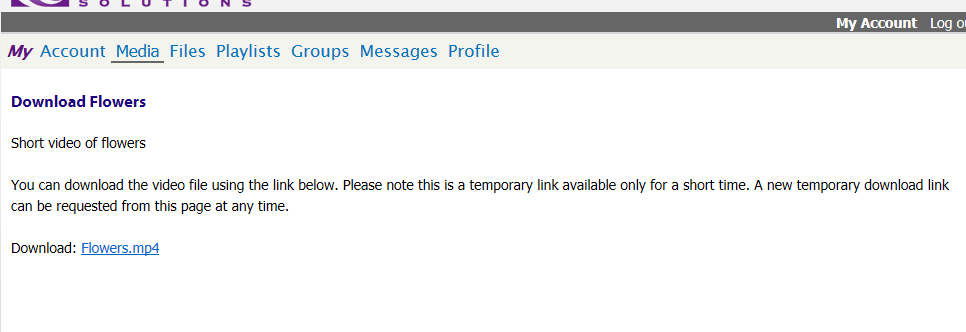 SOLUTIONS
My Account Log
My Account Media Files Playlists Groups Messages Profile
Download Flowers
Short video of flowers
You can download the video file using the link below. Please note this is a temporary link available only for a short time. A new temporary download link
can be requested from this page at any time.
Download: Flowers.mp4